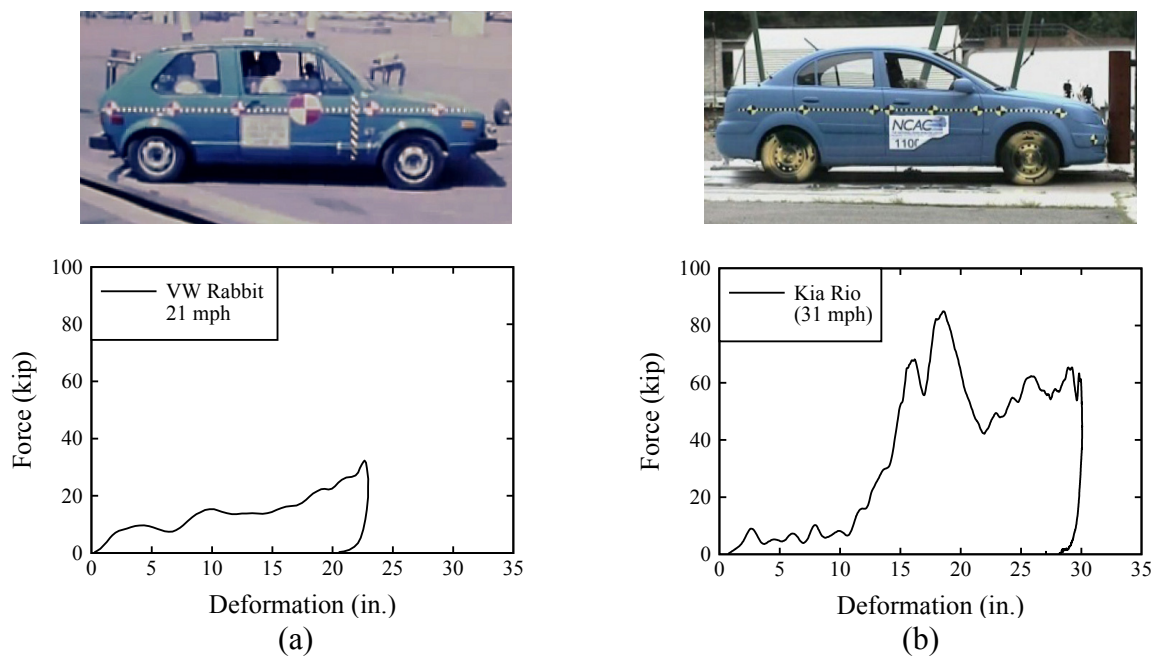 NCAC
1100
100
80
60
40
20
0
VW Rabbit
21 mph
Force (kip)
0 5 10 15 20 25 30 35
Deformation (in.)
(a)
100
80
60
40
20
0
Kia Rio
(31 mph)
Force (kip)
0 5 10 15 20 25 30 35
Deformation (in.)
(b)